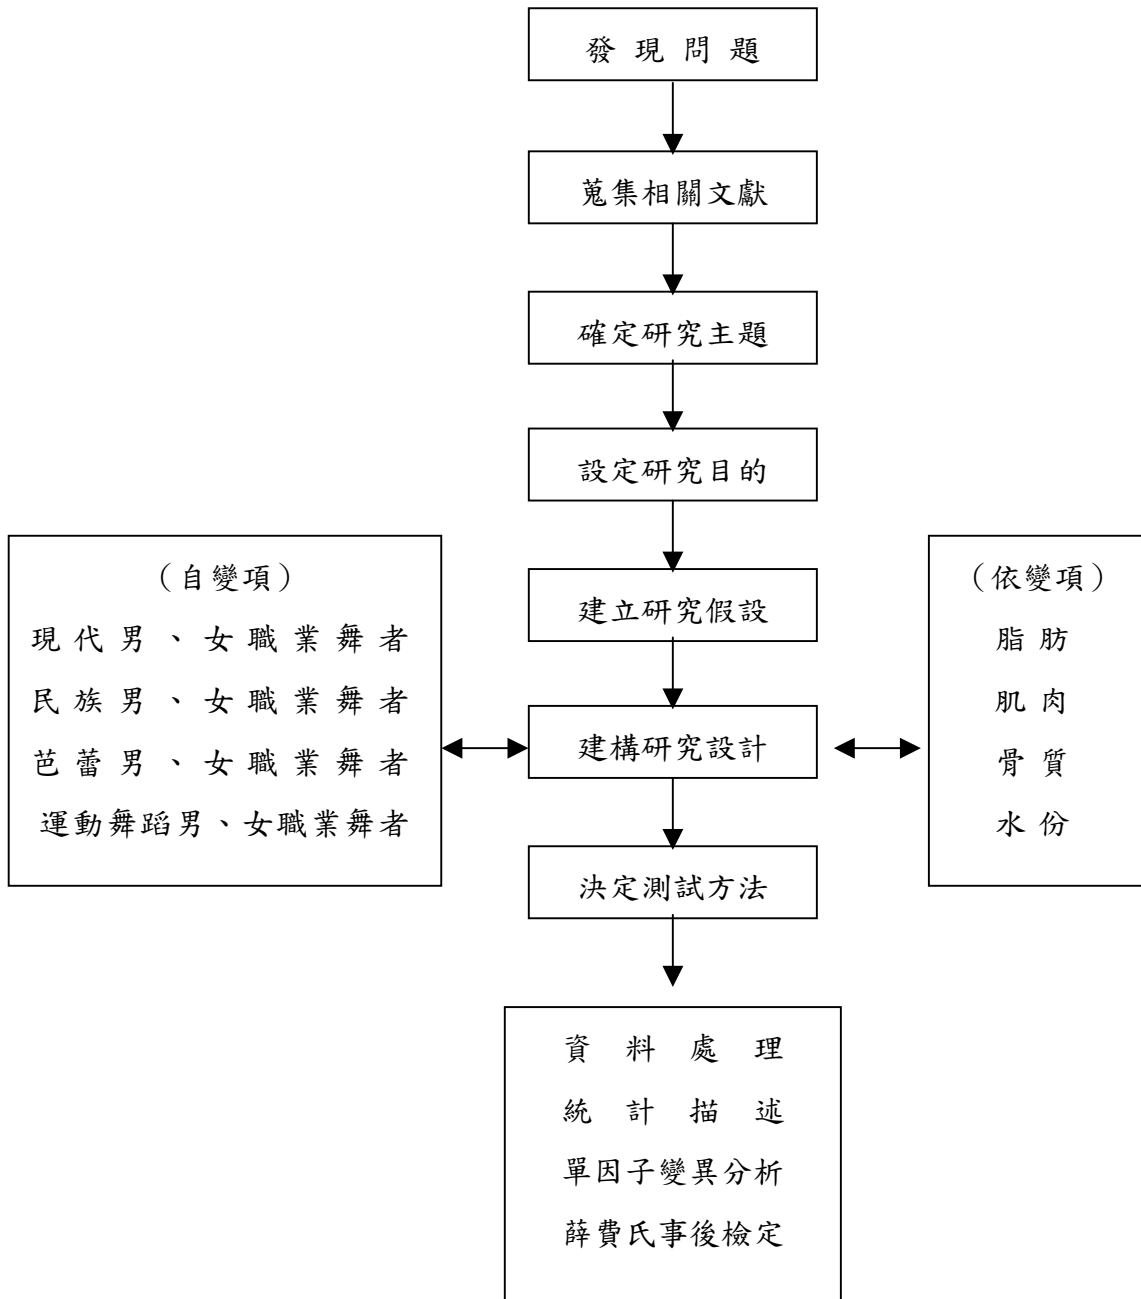 發現問題
蒐集相關文獻
確定研究主題
設定研究目的
建立研究假設
（自變項）
現代男、女職業舞者
民族男、女職業舞者
芭蕾男、女職業舞者
運動舞蹈男、女職業舞者
建構研究設計
（依變項）
脂肪
肌肉
骨質
水份
決定測試方法
資料處理
統計描述
單因子變異分析
薛費氏事後檢定